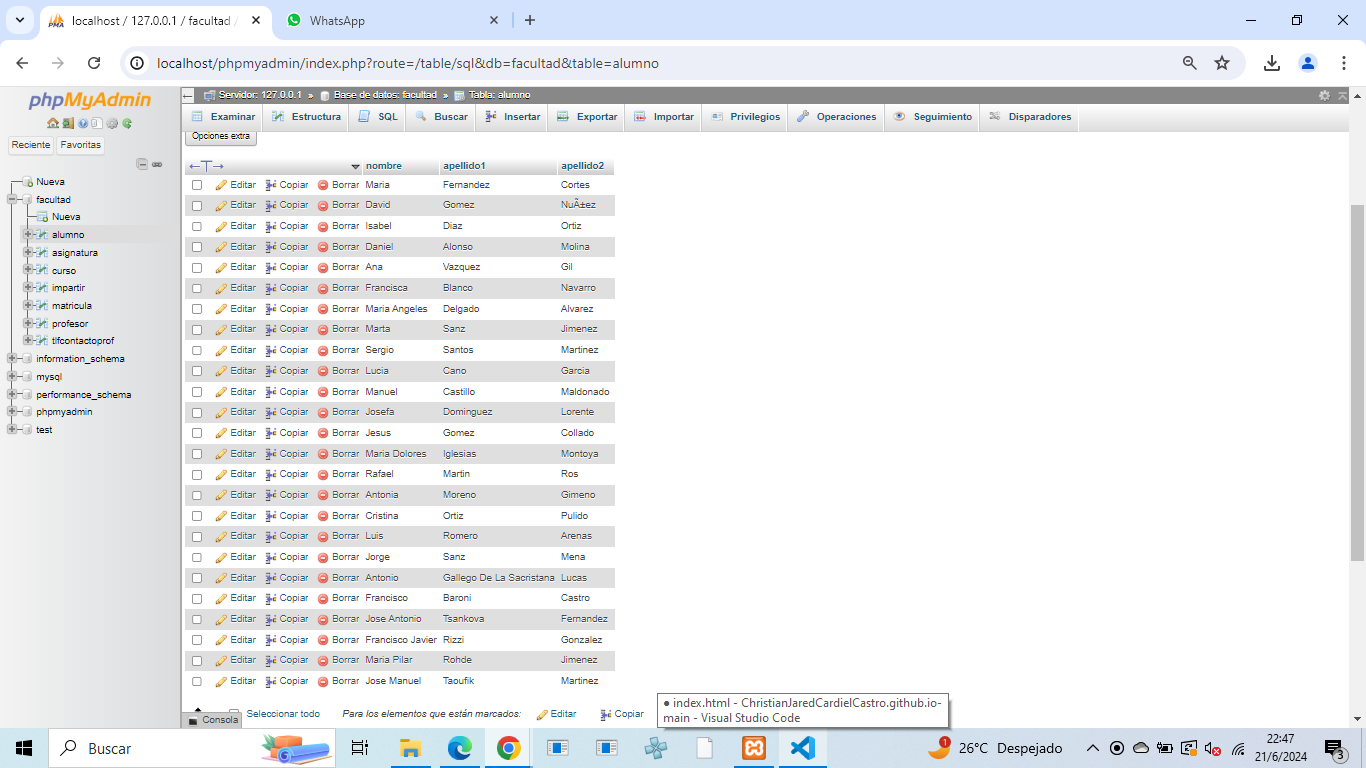 localhost / 127.0.0.1 / facultad /
WhatsApp
localhost/phpmyadmin/index.php?route=/table/sql&db=facultad&table=alumno
phpMyAdmin
Reciente Favoritas
Nueva
facultad
Nueva
alumno
asignatura
curso
impartir
matricula
profesor
tlfcontactoprof
information_schema
mysql
performance_schema
phpmyadmin
test
Servidor: 127.0.0.1 » Base de datos: facultad » Tabla: alumno
Examinar Estructura SQL Buscar Insertar Exportar Importar Privilegios Operaciones Seguimiento Disparadores
Opciones extra
nombre apellido1 apellido2
Editar Copiar Borrar Maria Fernandez Cortes
Editar Copiar Borrar David Gomez NuÃ±ez
Editar Copiar Borrar Isabel Diaz Ortiz
Editar Copiar Borrar Daniel Alonso Molina
Editar Copiar Borrar Ana Vazquez Gil
Editar Copiar Borrar Francisca Blanco Navarro
Editar Copiar Borrar Maria Angeles Delgado Alvarez
Editar Copiar Borrar Marta Sanz Jimenez
Editar Copiar Borrar Sergio Santos Martinez
Editar Copiar Borrar Lucia Cano Garcia
Editar Copiar Borrar Manuel Castillo Maldonado
Editar Copiar Borrar Josefa Dominguez Lorente
Editar Copiar Borrar Jesus Gomez Collado
Editar Copiar Borrar Maria Dolores Iglesias Montoya
Editar Copiar Borrar Rafael Martin Ros
Editar Copiar Borrar Antonia Moreno Gimeno
Editar Copiar Borrar Cristina Ortiz Pulido
Editar Copiar Borrar Luis Romero Arenas
Editar Copiar Borrar Jorge Sanz Mena
Editar Copiar Borrar Antonio Gallego De La Sacristana Lucas
Editar Copiar Borrar Francisco Baroni Castro
Editar Copiar Borrar Jose Antonio Tsankova Fernandez
Editar Copiar Borrar Francisco Javier Rizzi Gonzalez
Editar Copiar Borrar Maria Pilar Rohde Jimenez
Editar Copiar Borrar Jose Manuel Taoufik Martinez
Seleccionar todo Para los elementos que están marcados: Editar Copiar
Consola
● index.html - ChristianJaredCardielCastro.github.io-
main - Visual Studio Code
Buscar
1
26°C Despejado
22:47
21/6/2024
3